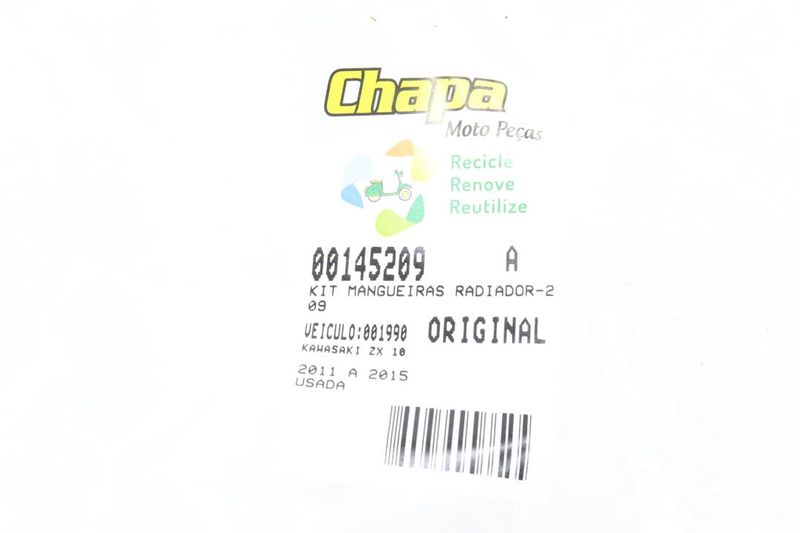 Chapa
Moto Peças
Recicle
Renove
Reutilize
00145209 A
KIT MANGUEIRAS RADIADOR-2
09
VEICULO:001990 ORIGINAL
KAWASAKI ZX 10
2011 A 2015
USADA